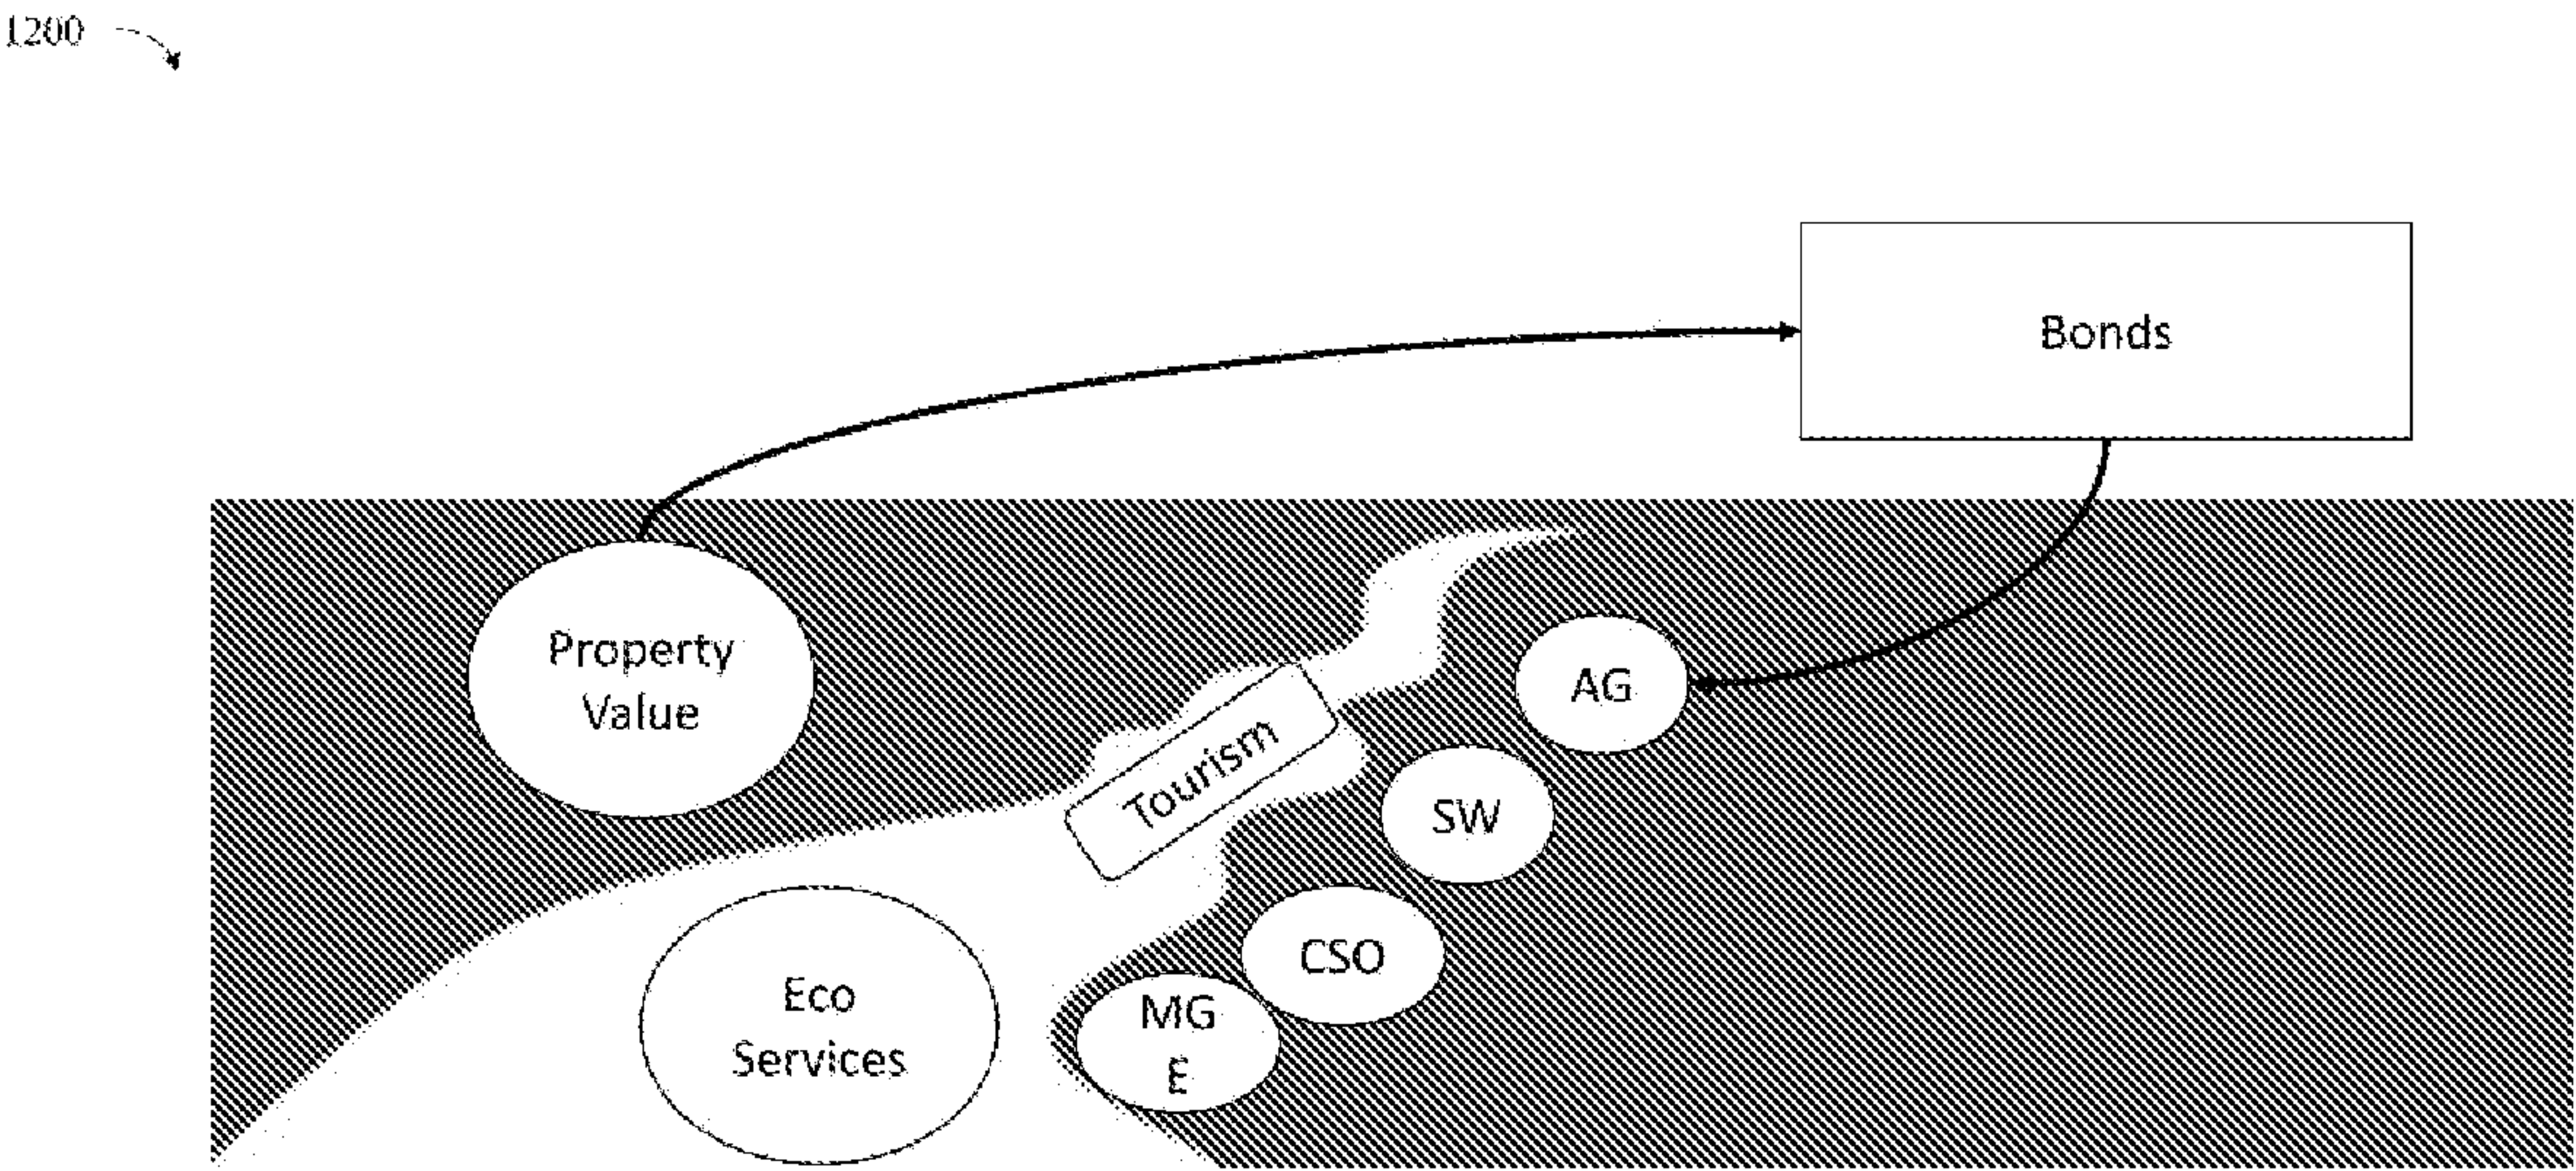 1200
Bonds
Property
Value
AG
Tourism
SW
CSO
Eco
Services
MG
E